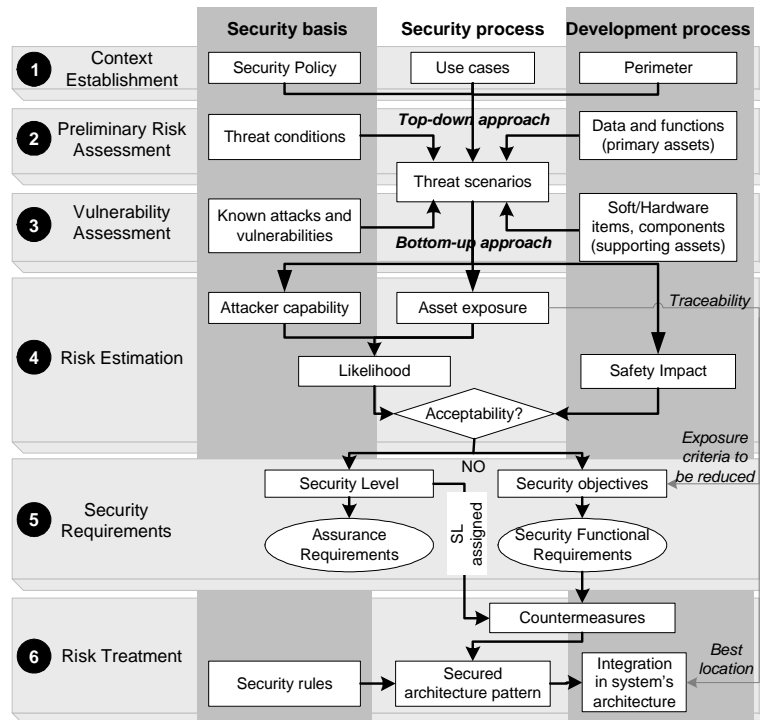 Security basis
Security process
Development process
1
Context
Establishment
Security Policy
Use cases
Perimeter
2
Preliminary Risk
Assessment
Top-down approach
Threat conditions
Data and functions
(primary assets)
Threat scenarios
3
Vulnerability
Assessment
Known attacks and
vulnerabilities
Soft/Hardware
items, components
(supporting assets)
Bottom-up approach
4
Risk Estimation
Attacker capability
Asset exposure
Traceability
Likelihood
Safety Impact
Acceptability?
Exposure
criteria to
be reduced
NO
5
Security
Requirements
Security Level
Security objectives
SL
assigned
Assurance
Requirements
Security Functional
Requirements
Countermeasures
6
Risk Treatment
Security rules
Secured
architecture pattern
Integration
in system's
architecture
Best
location